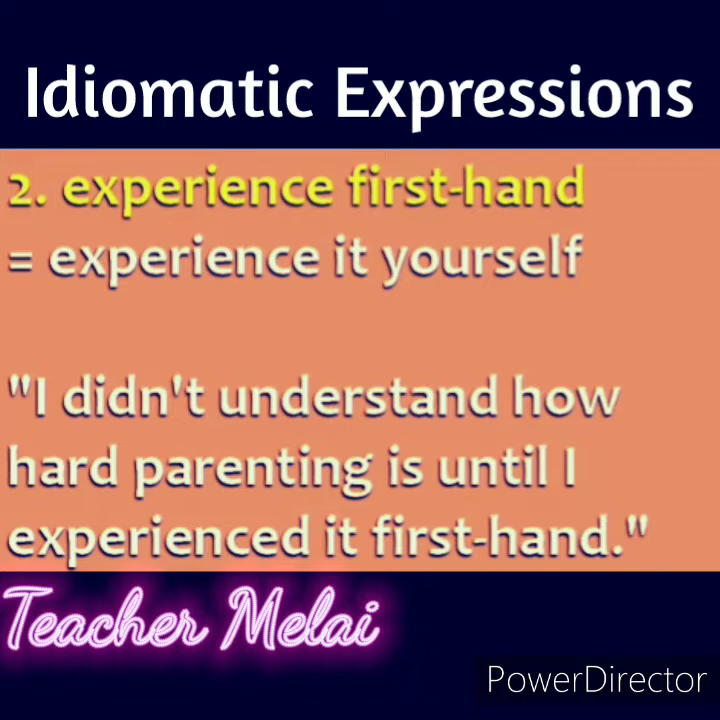 Idiomatic Expressions
2. experience first-hand
= experience it yourself
"I didn't understand how
hard parenting is until I
experienced it first-hand."
Teacher Melai
PowerDirector